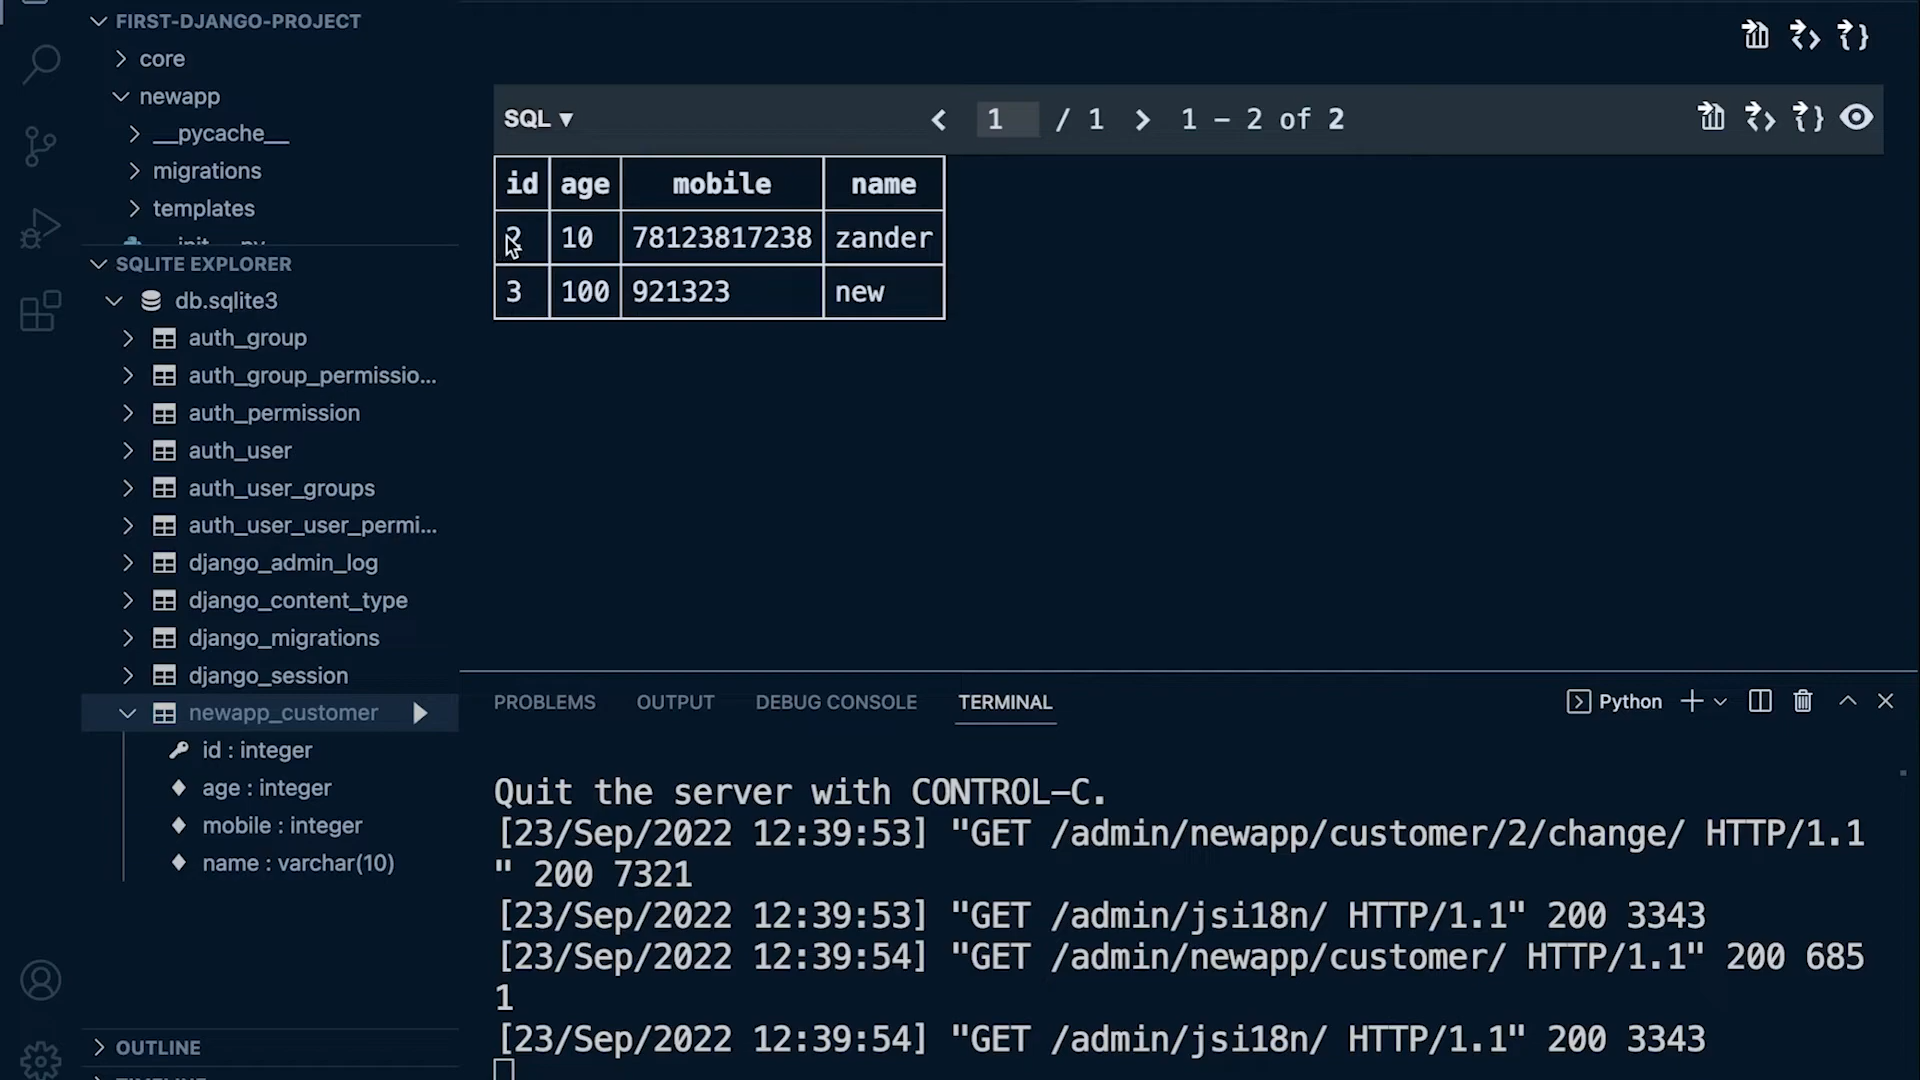 FIRST-DJANGO-PROJECT
core
newapp
__pycache__
migrations
templates
SQLITE EXPLORER
db.sqlite3
auth_group
auth_group_permissio...
auth_permission
auth_user
auth_user_groups
auth_user_user_permi...
django_admin_log
django_content_type
django_migrations
django_session
newapp_customer
id : integer
age : integer
mobile : integer
name : varchar(10)
OUTLINE
SQL ▼ < 1 / 1 > 1 – 2 of 2
id age mobile name
2 10 78123817238 zander
3 100 921323 new
PROBLEMS OUTPUT DEBUG CONSOLE TERMINAL Python
Quit the server with CONTROL-C.
[23/Sep/2022 12:39:53] "GET /admin/newapp/customer/2/change/ HTTP/1.1
" 200 7321
[23/Sep/2022 12:39:53] "GET /admin/jsi18n/ HTTP/1.1" 200 3343
[23/Sep/2022 12:39:54] "GET /admin/newapp/customer/ HTTP/1.1" 200 685
1
[23/Sep/2022 12:39:54] "GET /admin/jsi18n/ HTTP/1.1" 200 3343